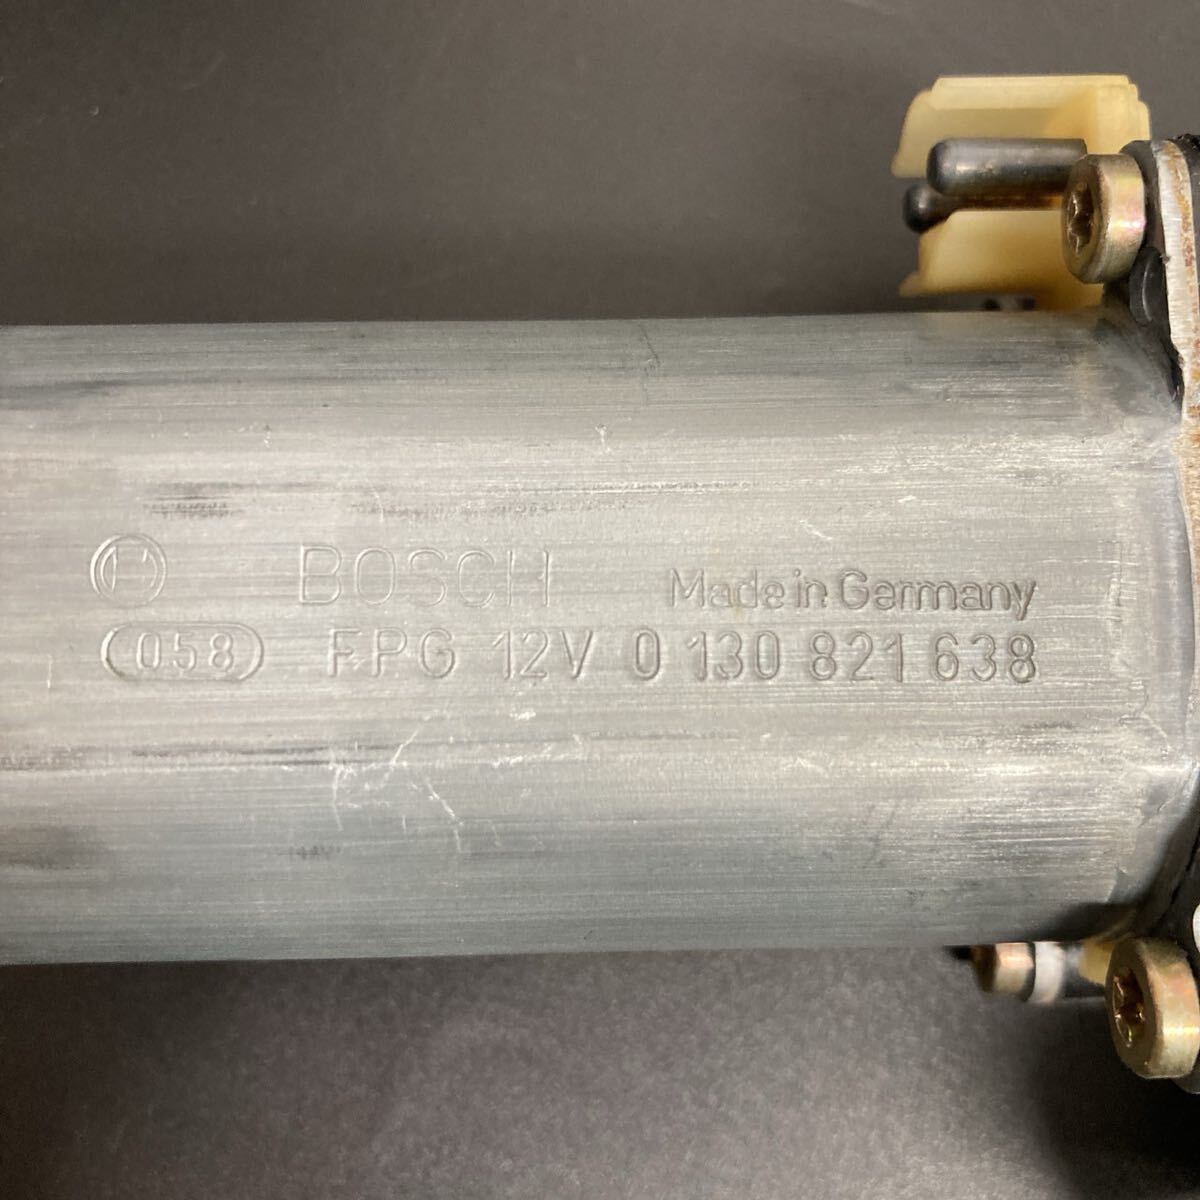 BOSCH Made in Germany
058 FPG 12V 0 130 821 638